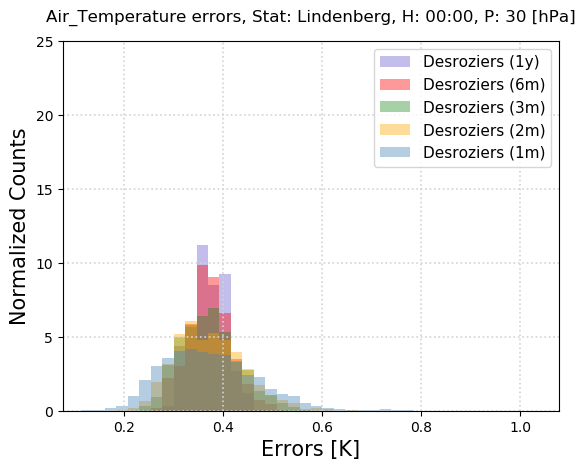 Air_Temperature errors, Stat: Lindenberg, H: 00:00, P: 30 [hPa]
25
20
15
10
5
0
Normalized Counts
Desroziers (1y)
Desroziers (6m)
Desroziers (3m)
Desroziers (2m)
Desroziers (1m)
0.2 0.4 0.6 0.8 1.0
Errors [K]